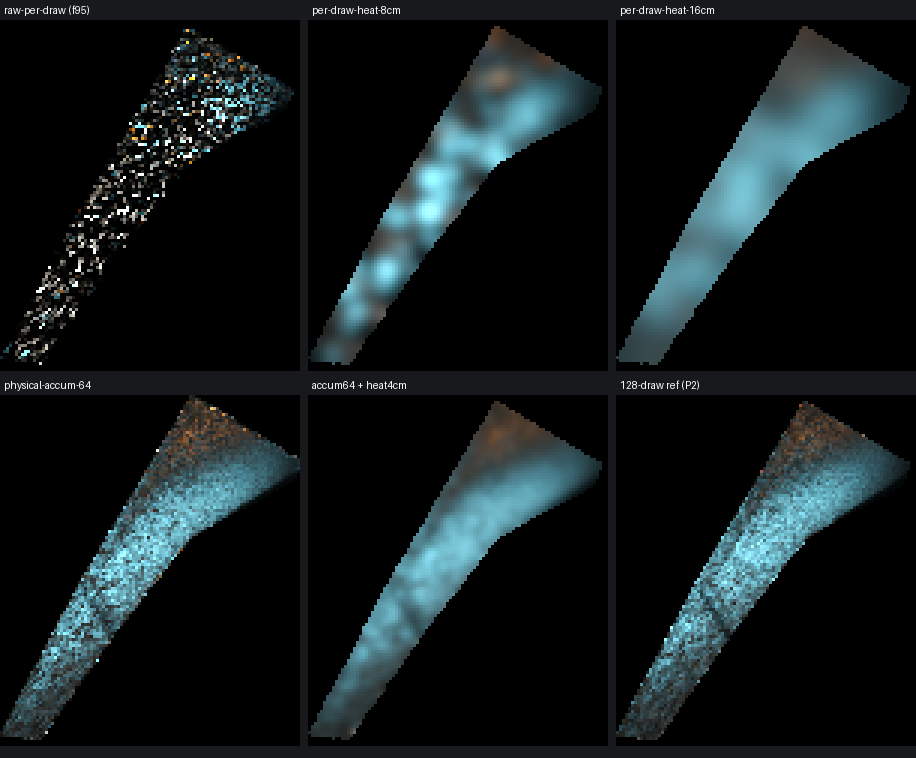 raw-per-draw (f95)
per-draw-heat-8cm
per-draw-heat-16cm
physical-accum-64
accum64 + heat4cm
128-draw ref (P2)